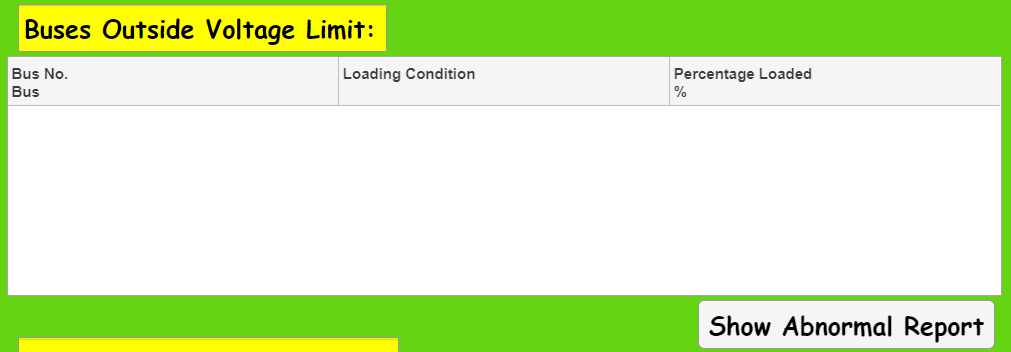 Buses Outside Voltage Limit:
Bus No. Loading Condition Percentage Loaded
Bus %
Show Abnormal Report